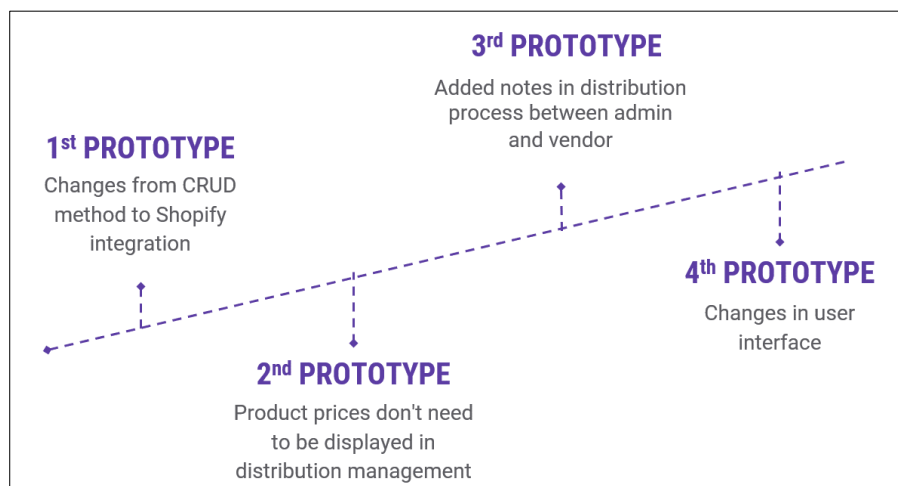 1st PROTOTYPE
Changes from CRUD
method to Shopify
integration
2nd PROTOTYPE
Product prices don't need
to be displayed in
distribution management
3rd PROTOTYPE
Added notes in distribution
process between admin
and vendor
4th PROTOTYPE
Changes in user
interface